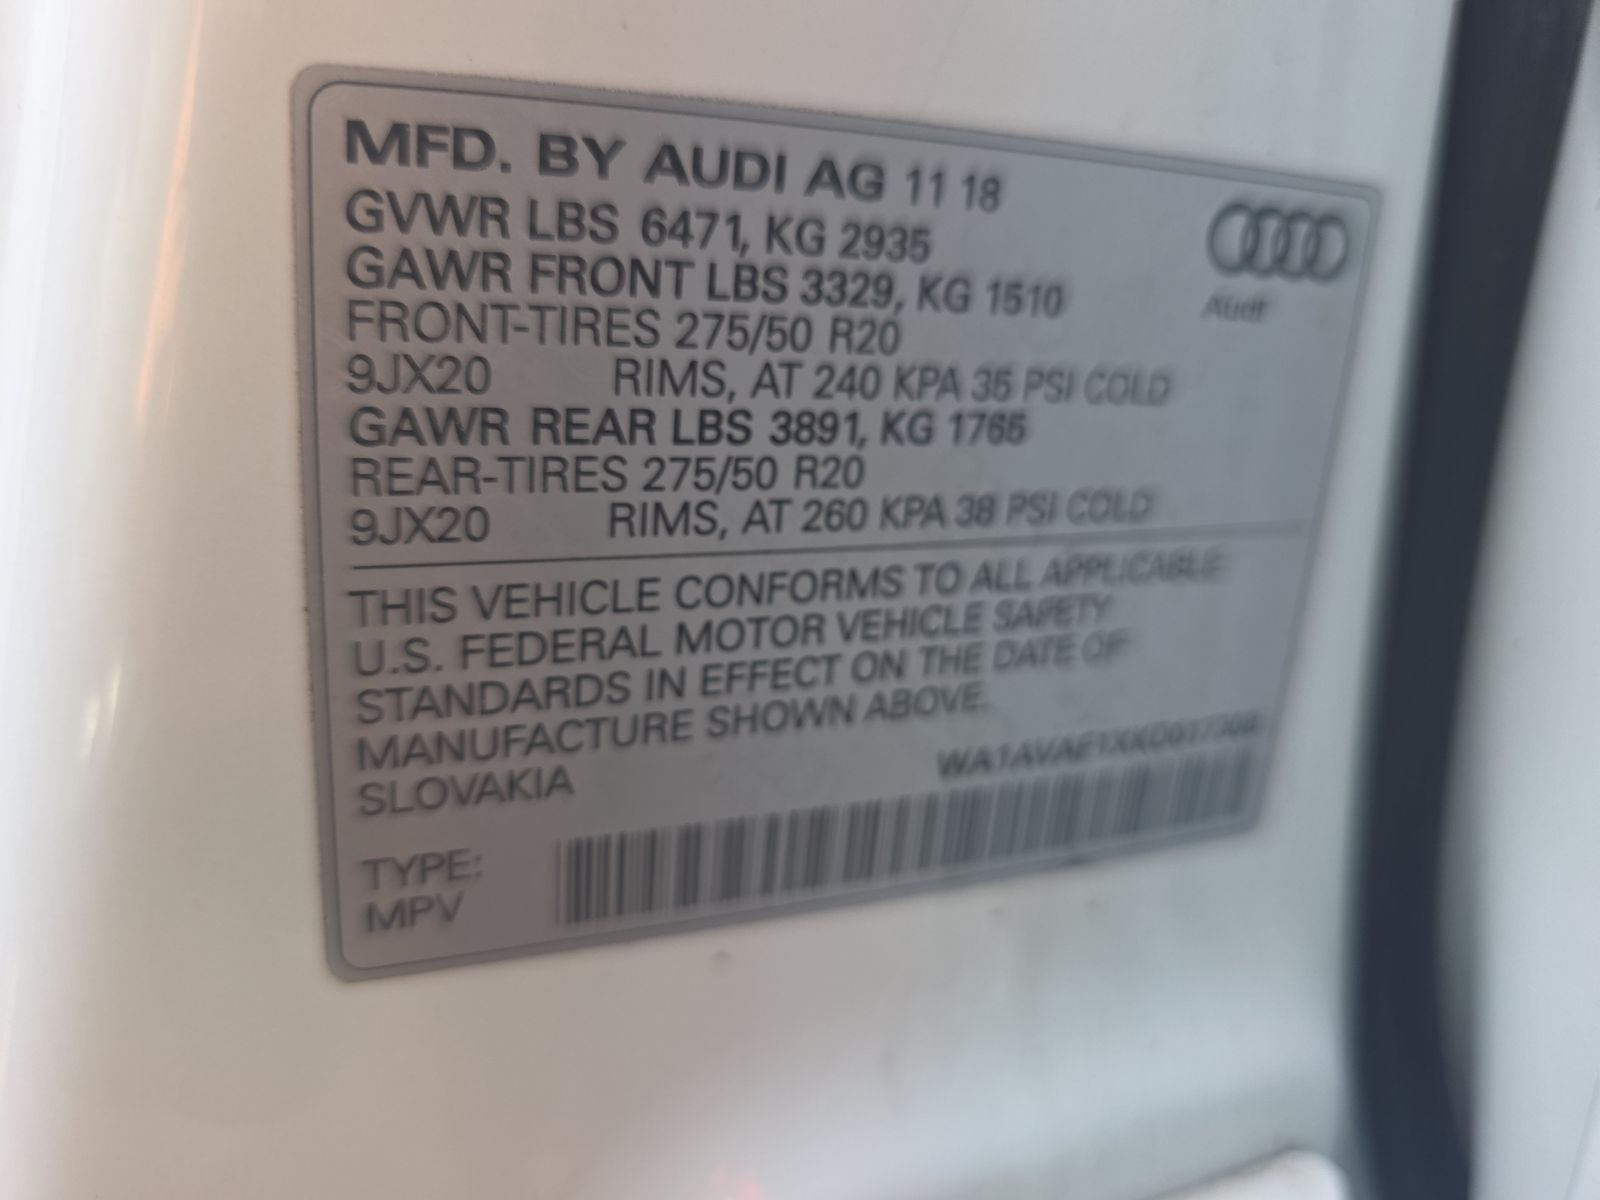 MFD. BY AUDI AG 11 18
GVWR LBS 6471, KG 2935
GAWR FRONT LBS 3329, KG 1510
FRONT-TIRES 275/50 R20
9JX20 RIMS, AT 240 KPA 35 PSI COLD
GAWR REAR LBS 3891, KG 1765
REAR-TIRES 275/50 R20
9JX20 RIMS, AT 260 KPA 38 PSI COLD
Audi
THIS VEHICLE CONFORMS TO ALL APPLICABLE
U.S. FEDERAL MOTOR VEHICLE SAFETY
STANDARDS IN EFFECT ON THE DATE OF
MANUFACTURE SHOWN ABOVE.
SLOVAKIA
TYPE:
MPV